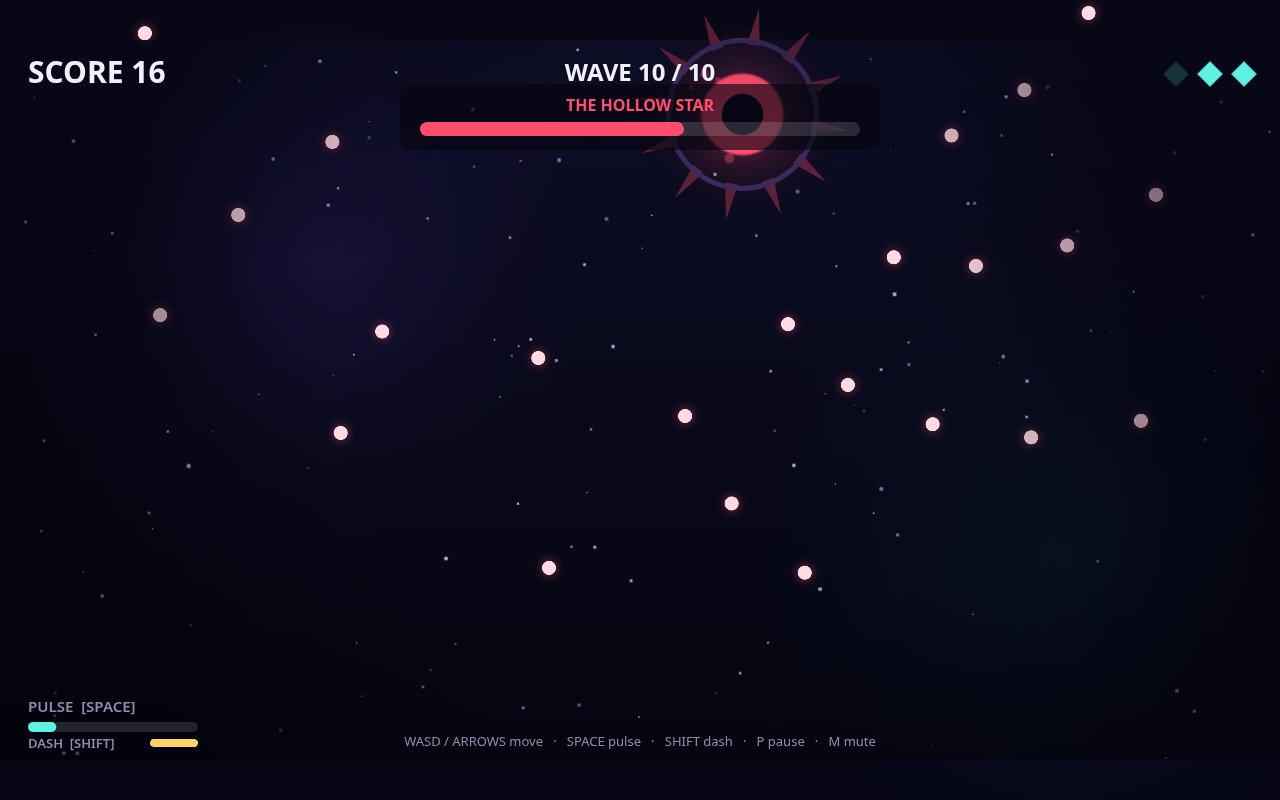 SCORE 16
WAVE 10 / 10
THE HOLLOW STAR
PULSE [SPACE]
DASH [SHIFT]
WASD / ARROWS move · SPACE pulse · SHIFT dash · P pause · M mute